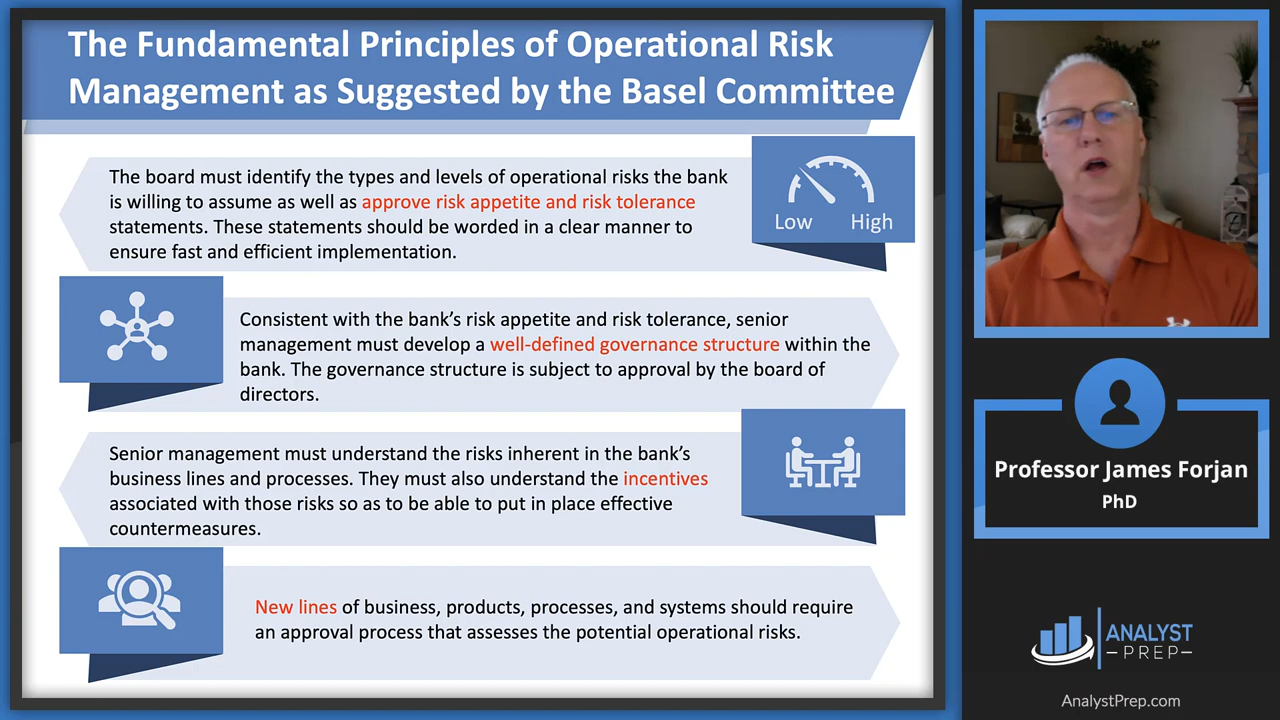 The Fundamental Principles of Operational Risk
Management as Suggested by the Basel Committee
The board must identify the types and levels of operational risks the bank
is willing to assume as well as approve risk appetite and risk tolerance
statements. These statements should be worded in a clear manner to
ensure fast and efficient implementation.
Low High
Consistent with the bank’s risk appetite and risk tolerance, senior
management must develop a well-defined governance structure within the
bank. The governance structure is subject to approval by the board of
directors.
Senior management must understand the risks inherent in the bank’s
business lines and processes. They must also understand the incentives
associated with those risks so as to be able to put in place effective
countermeasures.
New lines of business, products, processes, and systems should require
an approval process that assesses the potential operational risks.
Professor James Forjan
PhD
ANALYST
PREP
AnalystPrep.com